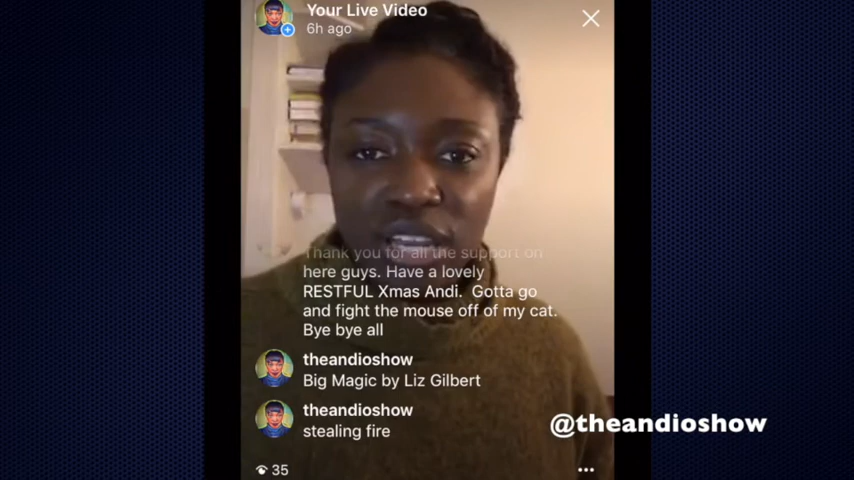 Your Live Video
6h ago
Thank you for all the support on
here guys. Have a lovely
RESTFUL Xmas Andi. Gotta go
and fight the mouse off of my cat.
Bye bye all
theandioshow
Big Magic by Liz Gilbert
theandioshow
stealing fire
@theandioshow
35